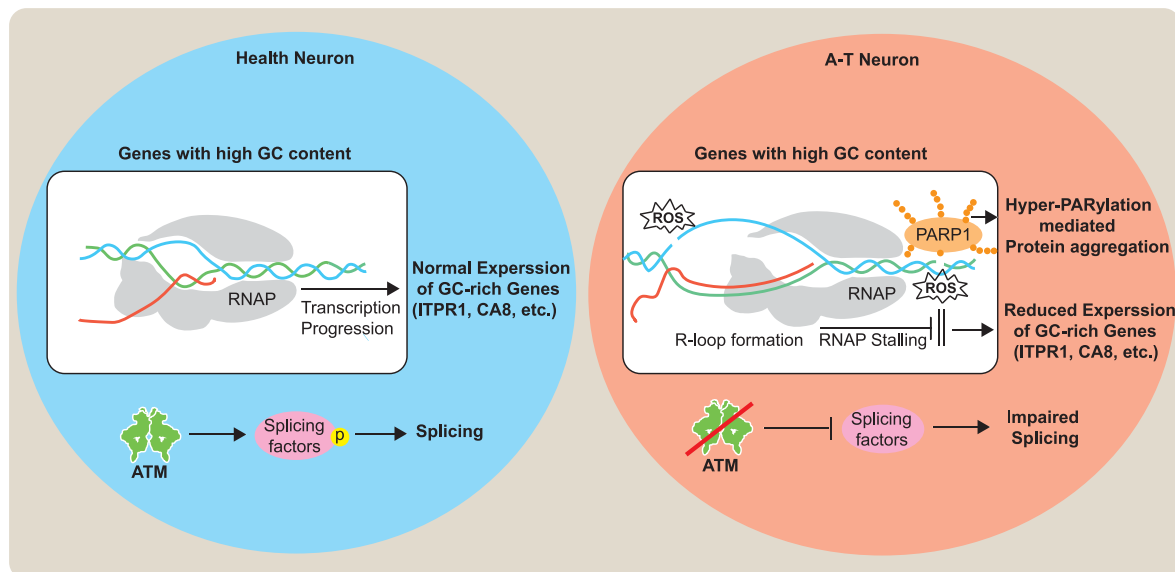 Health Neuron
Genes with high GC content
RNAP
Transcription
Progression
Normal Experssion
of GC-rich Genes
(ITPR1, CA8, etc.)
ATM
Splicing
factors
p
Splicing
A-T Neuron
Genes with high GC content
ROS
PARP1
Hyper-PARylation
mediated
Protein aggregation
RNAP
ROS
R-loop formation
RNAP Stalling
Reduced Experssion
of GC-rich Genes
(ITPR1, CA8, etc.)
ATM
Splicing
factors
Impaired
Splicing